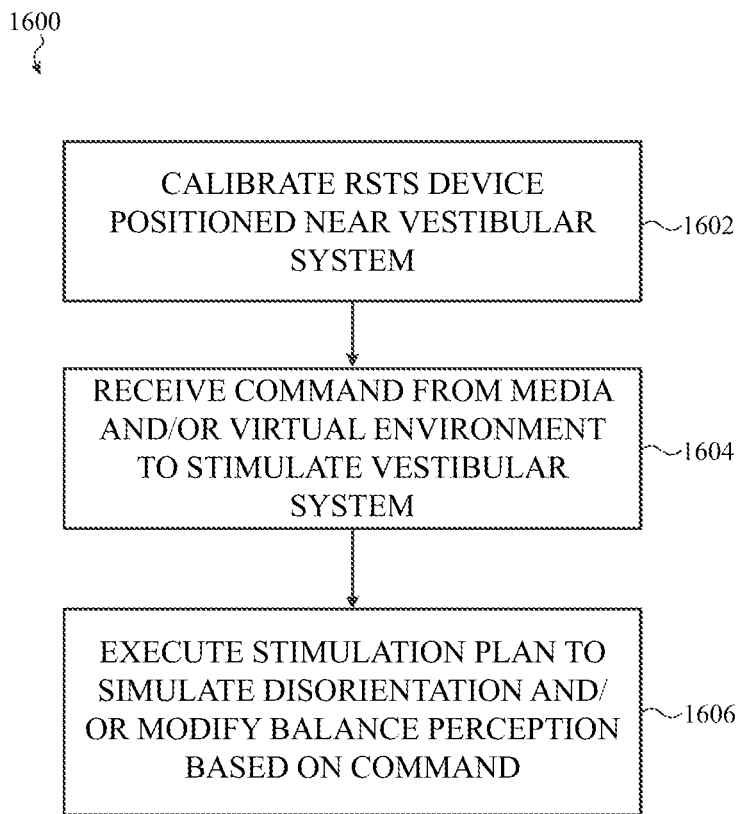 1600
CALIBRATE RSTS DEVICE
POSITIONED NEAR VESTIBULAR
SYSTEM
1602
RECEIVE COMMAND FROM MEDIA
AND/OR VIRTUAL ENVIRONMENT
TO STIMULATE VESTIBULAR
SYSTEM
1604
EXECUTE STIMULATION PLAN TO
SIMULATE DISORIENTATION AND/
OR MODIFY BALANCE PERCEPTION
BASED ON COMMAND
1606